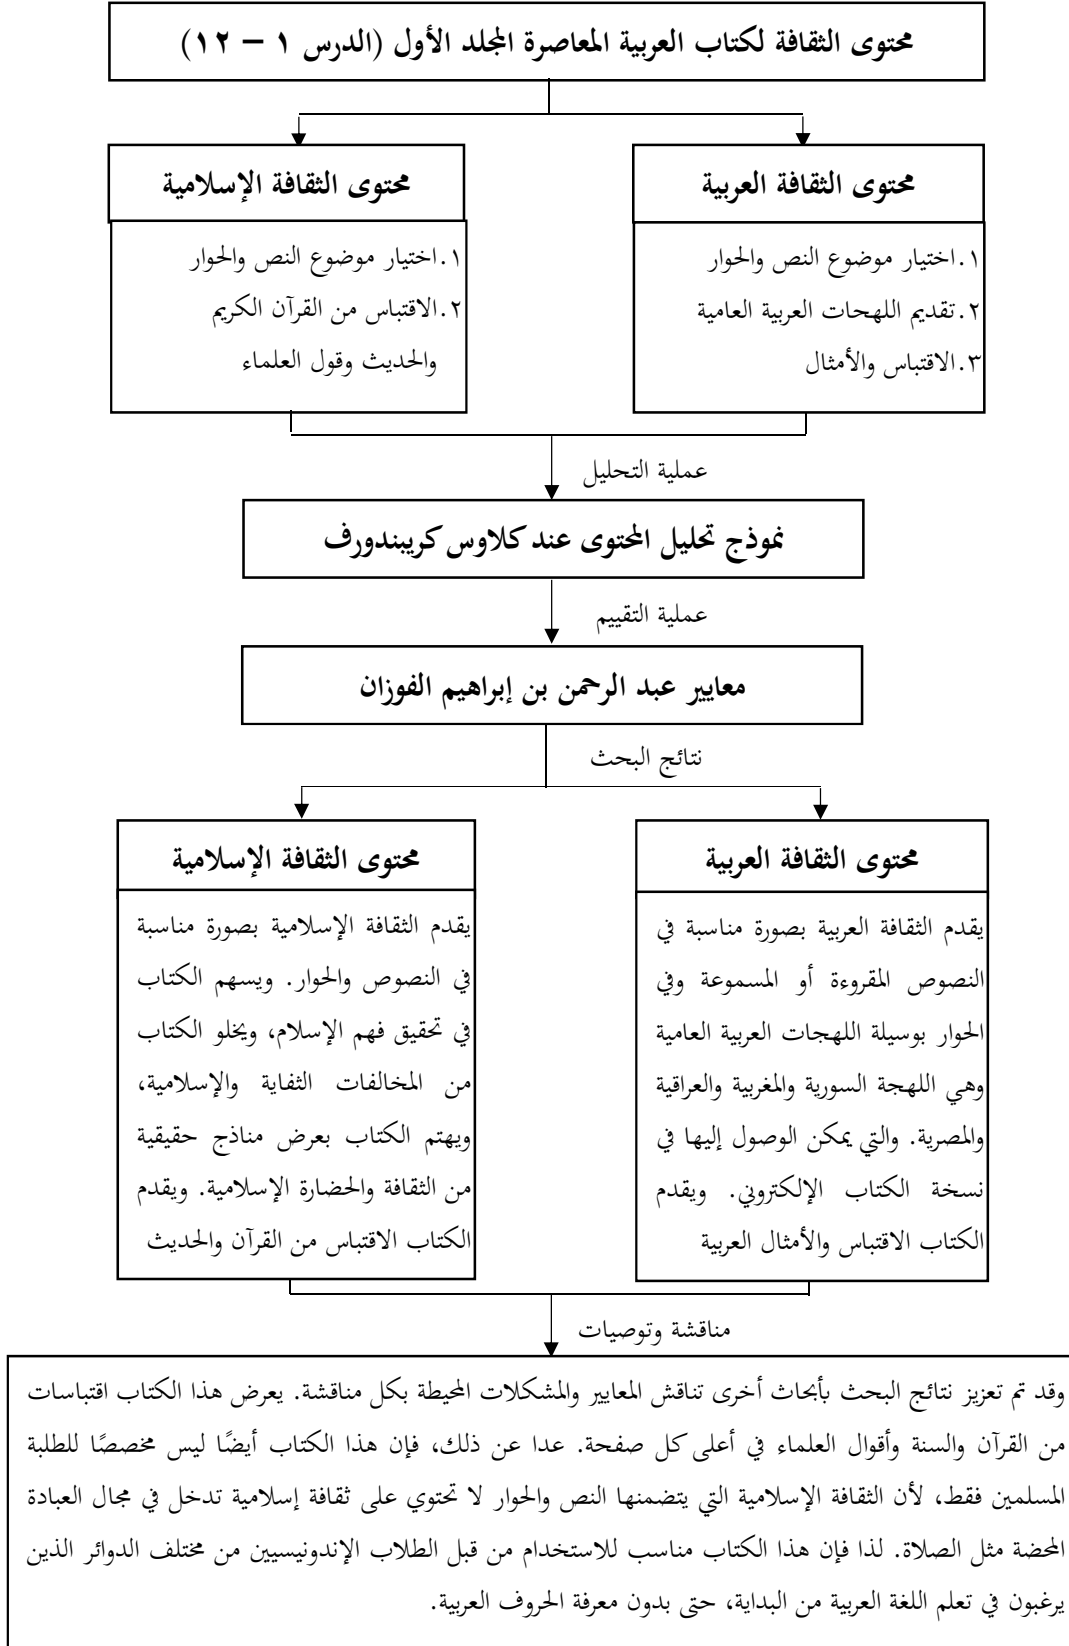 محتوى الثقافة لكتاب العربية المعاصرة المجلد الأول (الدرس ١ – ١٢)
محتوى الثقافة العربية
١. اختيار موضوع النص والحوار
٢. تقديم اللهجات العربية العامية
٣. الاقتباس والأمثال
محتوى الثقافة الإسلامية
١. اختيار موضوع النص والحوار
٢. الاقتباس من القرآن الكريم
والحديث وقول العلماء
عملية التحليل
نموذج تحليل المحتوى عند كلاوس كريبندورف
عملية التقييم
معايير عبد الرحمن بن إبراهيم الفوزان
نتائج البحث
محتوى الثقافة العربية
يقدم الثقافة العربية بصورة مناسبة في
النصوص المقروءة أو المسموعة وفي
الحوار بوسيلة اللهجات العربية العامية
وهي اللهجة السورية والمغربية والعراقية
والمصرية. والتي يمكن الوصول إليها في
نسخة الكتاب الإلكتروني. ويقدم
الكتاب الاقتباس والأمثال العربية
محتوى الثقافة الإسلامية
يقدم الثقافة الإسلامية بصورة مناسبة
في النصوص والحوار. ويسهم الكتاب
في تحقيق فهم الإسلام، ويخلو الكتاب
من المخالفات الثفاية والإسلامية،
ويهتم الكتاب بعرض مناذج حقيقية
من الثقافة والحضارة الإسلامية. ويقدم
الكتاب الاقتباس من القرآن والحديث
مناقشة وتوصيات
وقد تم تعزيز نتائج البحث بأبحاث أخرى تناقش المعايير والمشكلات المحيطة بكل مناقشة. يعرض هذا الكتاب اقتباسات
من القرآن والسنة وأقوال العلماء في أعلى كل صفحة. عدا عن ذلك، فإن هذا الكتاب أيضًا ليس مخصصًا للطلبة
المسلمين فقط، لأن الثقافة الإسلامية التي يتضمنها النص والحوار لا تحتوي على ثقافة إسلامية تدخل في مجال العبادة
المحضة مثل الصلاة. لذا فإن هذا الكتاب مناسب للاستخدام من قبل الطلاب الإندونيسيين من مختلف الدوائر الذين
يرغبون في تعلم اللغة العربية من البداية، حتى بدون معرفة الحروف العربية.